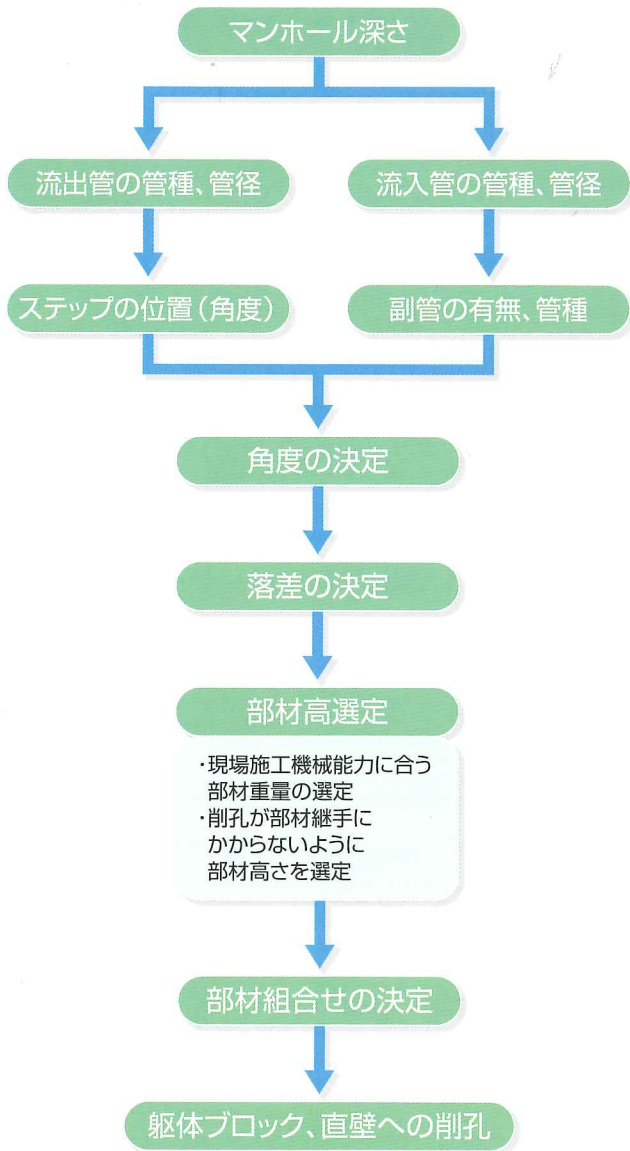 マンホール深さ
流出管の管種、管径
流入管の管種、管径
ステップの位置(角度)
副管の有無、管種
角度の決定
落差の決定
部材高選定
・現場施工機械能力に合う
部材重量の選定
・削孔が部材継手に
かからないように
部材高さを選定
部材組合せの決定
躯体ブロック、直壁への削孔